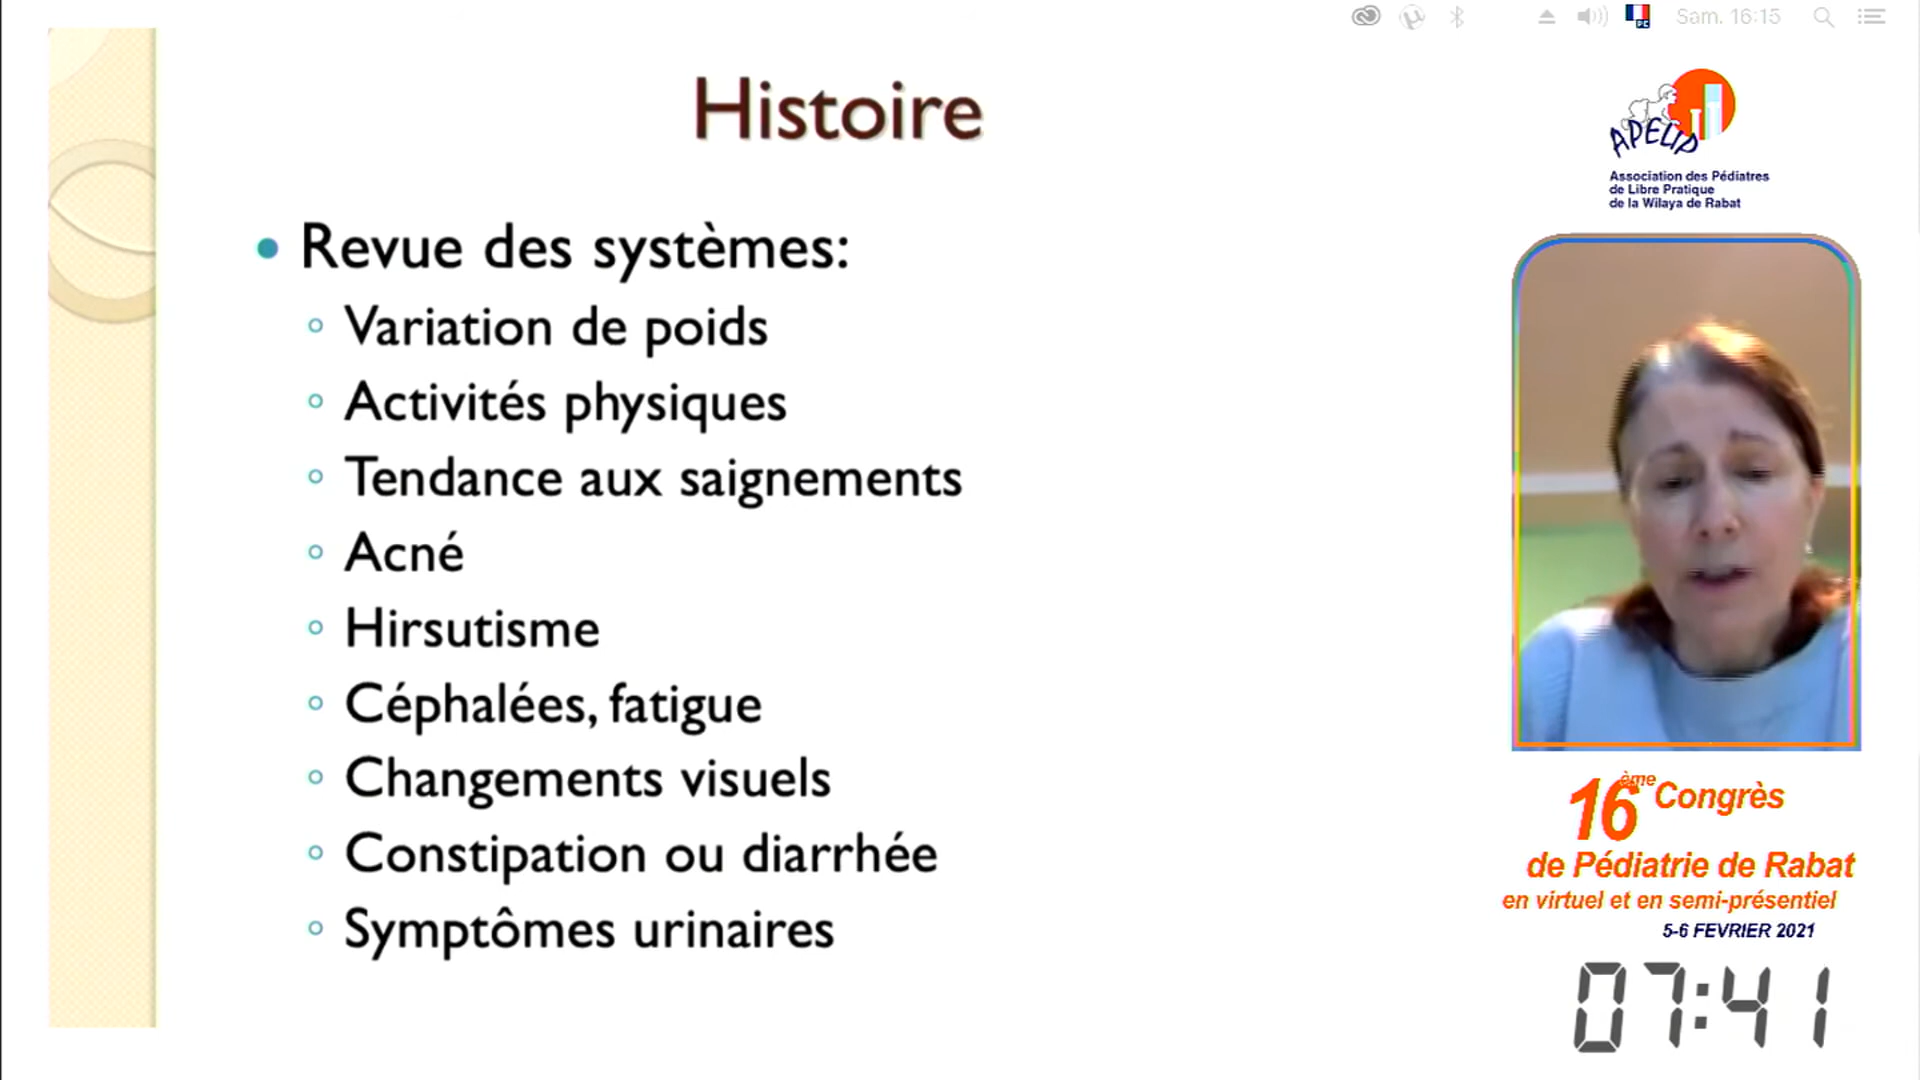 Sam. 16:15
Histoire
Revue des systèmes:
Variation de poids
Activités physiques
Tendance aux saignements
Acné
Hirsutisme
Céphalées, fatigue
Changements visuels
Constipation ou diarrhée
Symptômes urinaires
APELIP
Association des Pédiatres
de Libre Pratique
de la Wilaya de Rabat
16ème Congrès
de Pédiatrie de Rabat
en virtuel et en semi-présentiel
5-6 FEVRIER 2021
07:41